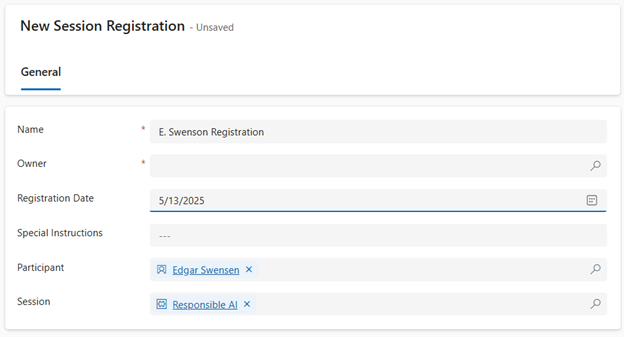 New Session Registration - Unsaved
General
Name * E. Swenson Registration
Owner *
Registration Date 5/13/2025
Special Instructions ---
Participant Edgar Swensen ×
Session Responsible AI ×